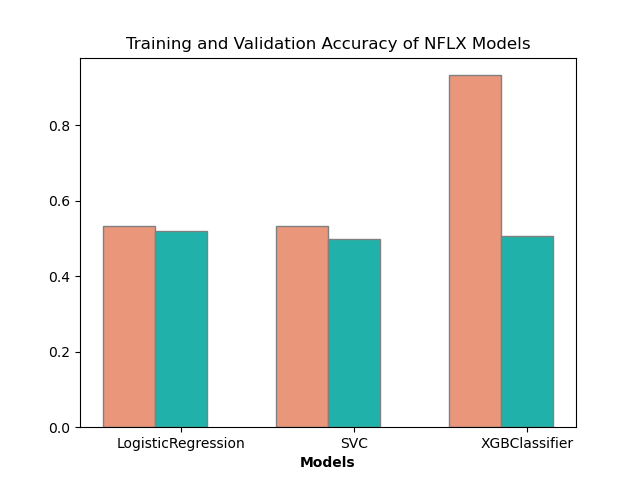 Training and Validation Accuracy of NFLX Models
0.8
0.6
0.4
0.2
0.0
LogisticRegression SVC XGBClassifier
Models